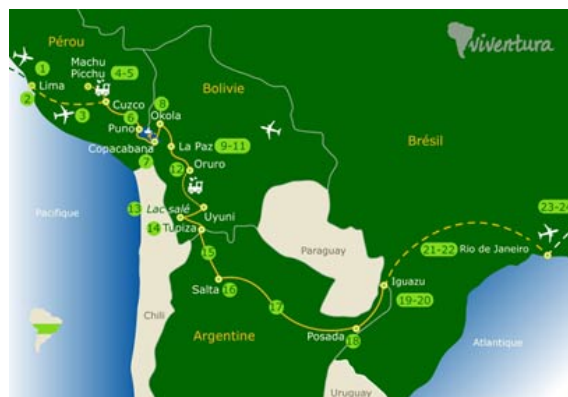 viventura
Pérou
1
Machu
Picchu
4-5
Lima
2
3
Cuzco
6
Puno
8
Okola
Bolivie
Brésil
Copacabana
7
La Paz
9-11
Oruro
12
13
Lac salé
Uyuni
14
Tupiza
15
Pacifique
Paraguay
23-24
21-22
Rio de Janeiro
Salta
16
Iguazu
19-20
17
Chili
Argentine
Posada
18
Atlantique
Uruguay